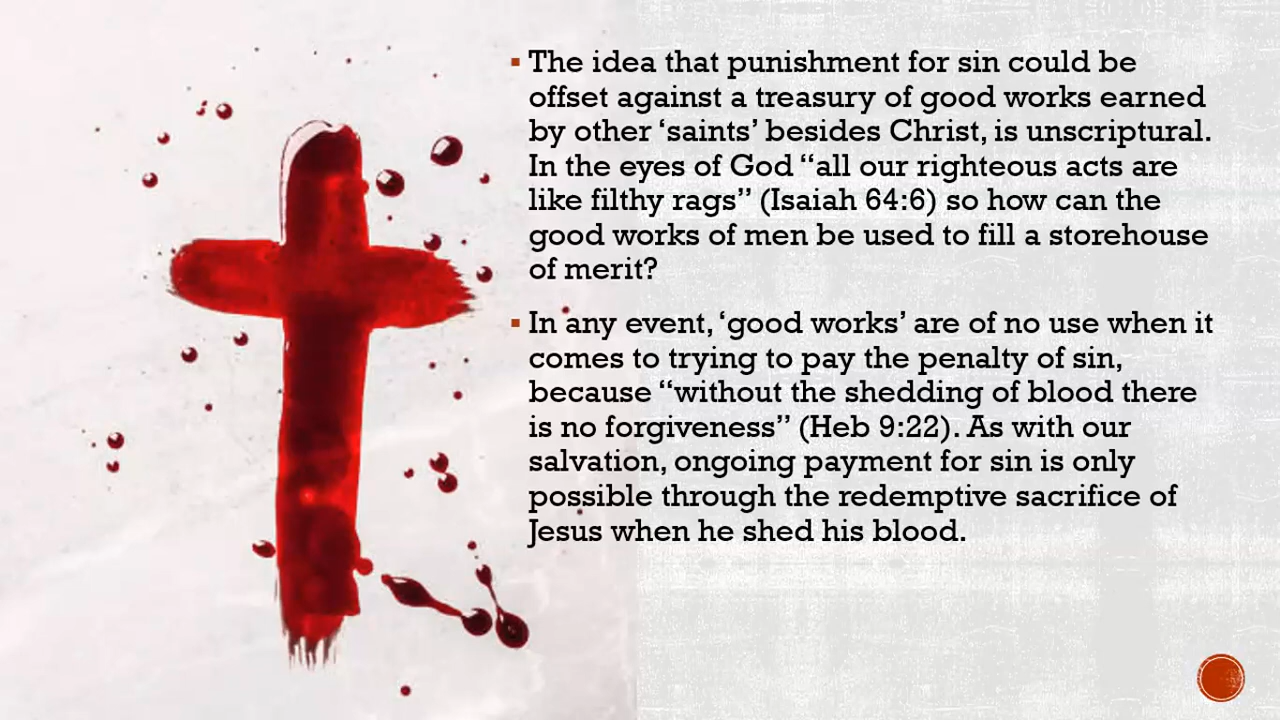 ▪ The idea that punishment for sin could be
offset against a treasury of good works earned
by other ‘saints’ besides Christ, is unscriptural.
In the eyes of God “all our righteous acts are
like filthy rags” (Isaiah 64:6) so how can the
good works of men be used to fill a storehouse
of merit?
▪ In any event, ‘good works’ are of no use when it
comes to trying to pay the penalty of sin,
because “without the shedding of blood there
is no forgiveness” (Heb 9:22). As with our
salvation, ongoing payment for sin is only
possible through the redemptive sacrifice of
Jesus when he shed his blood.